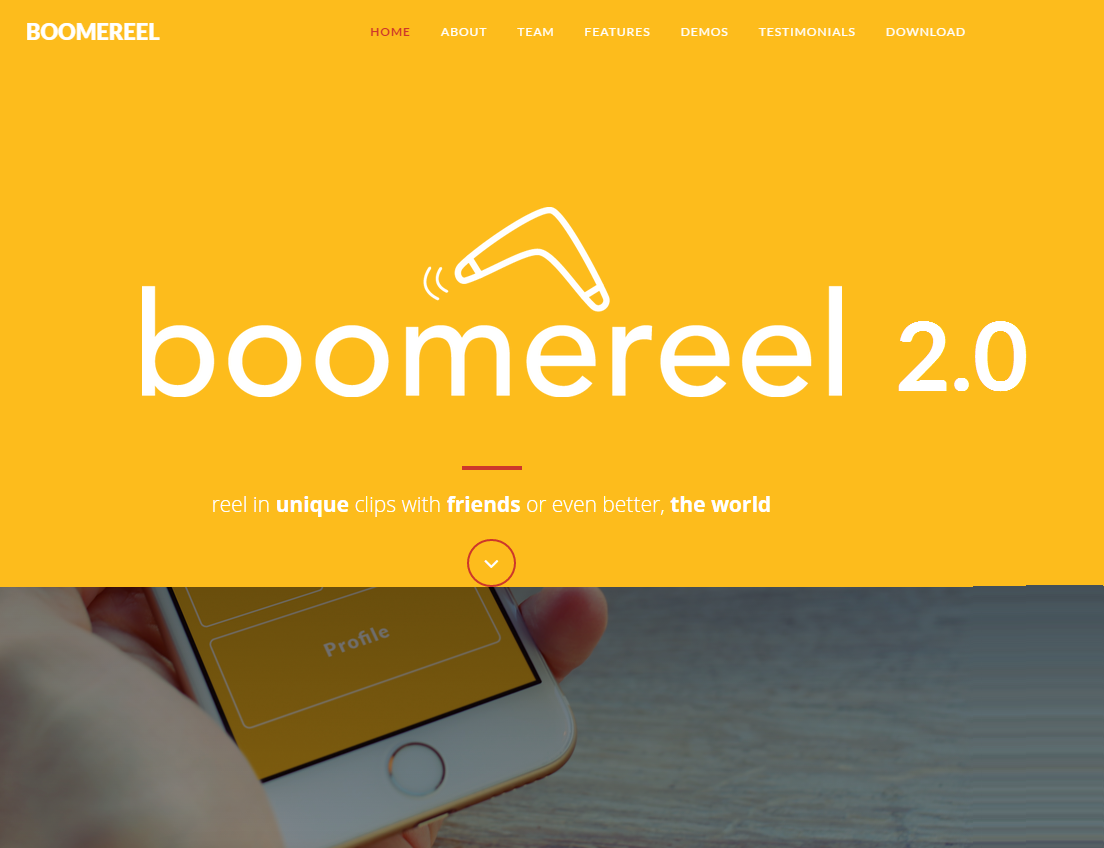 BOOMEREEL
HOME ABOUT TEAM FEATURES DEMOS TESTIMONIALS DOWNLOAD
boomereel 2.0
reel in unique clips with friends or even better, the world
Profile